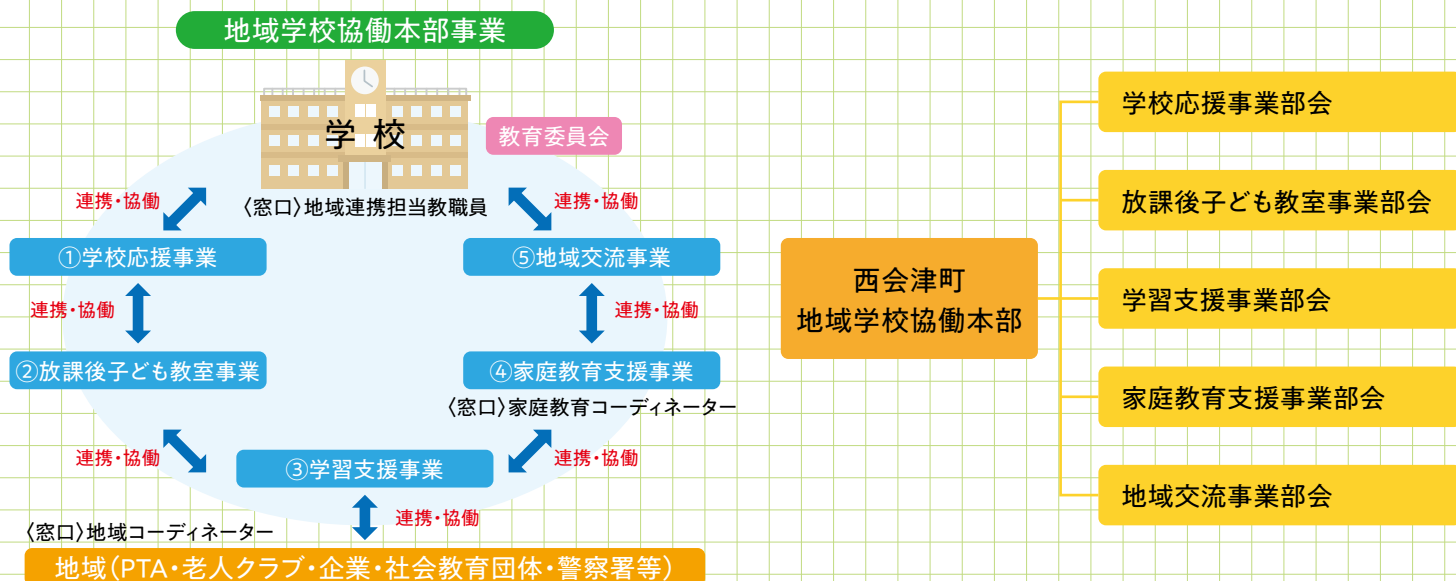 地域学校協働本部事業
学校
教育委員会
〈窓口〉地域連携担当教職員
連携・協働
連携・協働
①学校応援事業
⑤地域交流事業
連携・協働
連携・協働
②放課後子ども教室事業
④家庭教育支援事業
〈窓口〉家庭教育コーディネーター
連携・協働
連携・協働
③学習支援事業
連携・協働
〈窓口〉地域コーディネーター
地域（PTA・老人クラブ・企業・社会教育団体・警察署等）
西会津町
地域学校協働本部
学校応援事業部会
放課後子ども教室事業部会
学習支援事業部会
家庭教育支援事業部会
地域交流事業部会